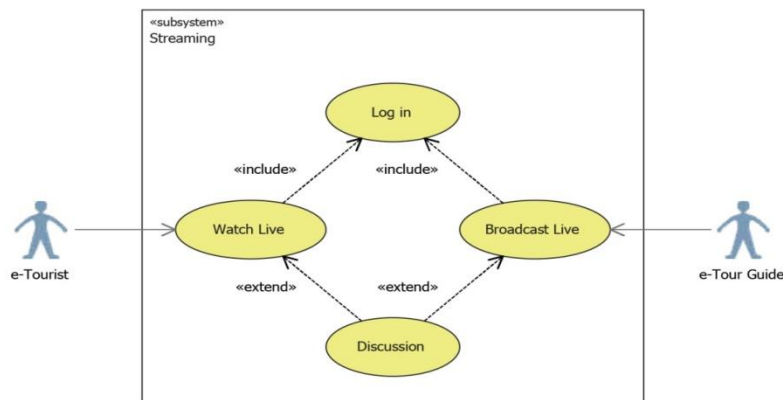 «subsystem»
Streaming
Log in
«include» «include»
Watch Live
Broadcast Live
e-Tourist
e-Tour Guide
«extend» «extend»
Discussion